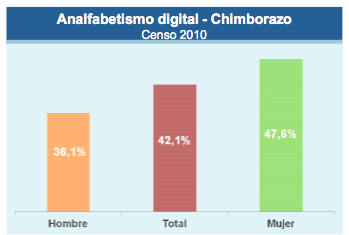 Analfabetismo digital - Chimborazo
Censo 2010
36,1%
42,1%
47,6%
Hombre
Total
Mujer